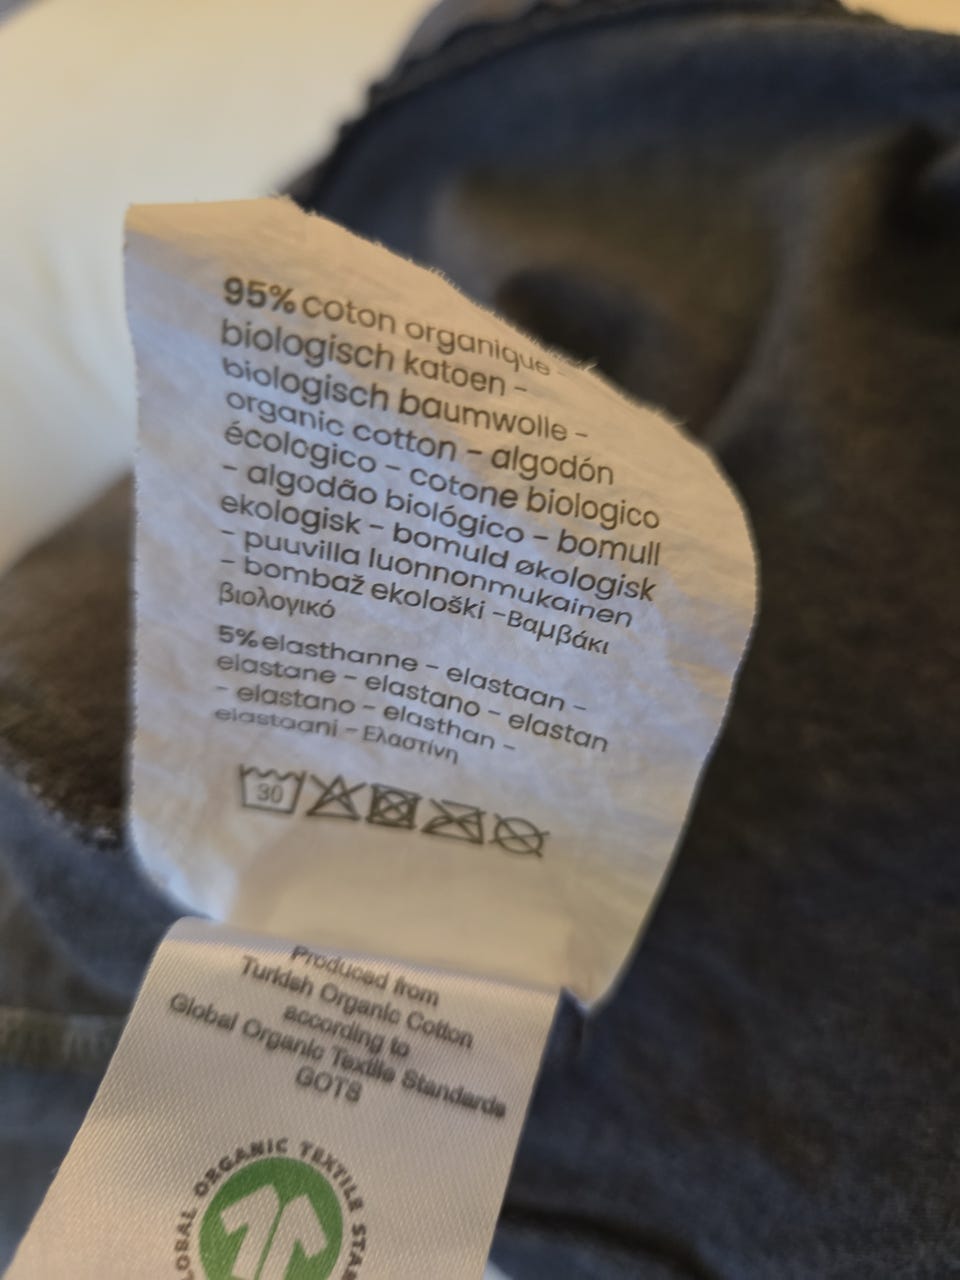 95% coton organique -
biologisch katoen -
biologisch baumwolle -
organic cotton - algodón
écologico - cotone biologico
- algodão biológico - bomull
ekologisk - bomuld økologisk
- puuvilla luonnonmukainen
- bombaž ekološki -Βαμβάκι
βιολογικό
5% elasthanne - elastaan -
elastane - elastano - elastan
- elastano - elasthan -
elastaani - Ελαστίνη
30
Produced from
Turkish Organic Cotton
according to
Global Organic Textile Standards
GOTS
GLOBAL ORGANIC TEXTILE STA